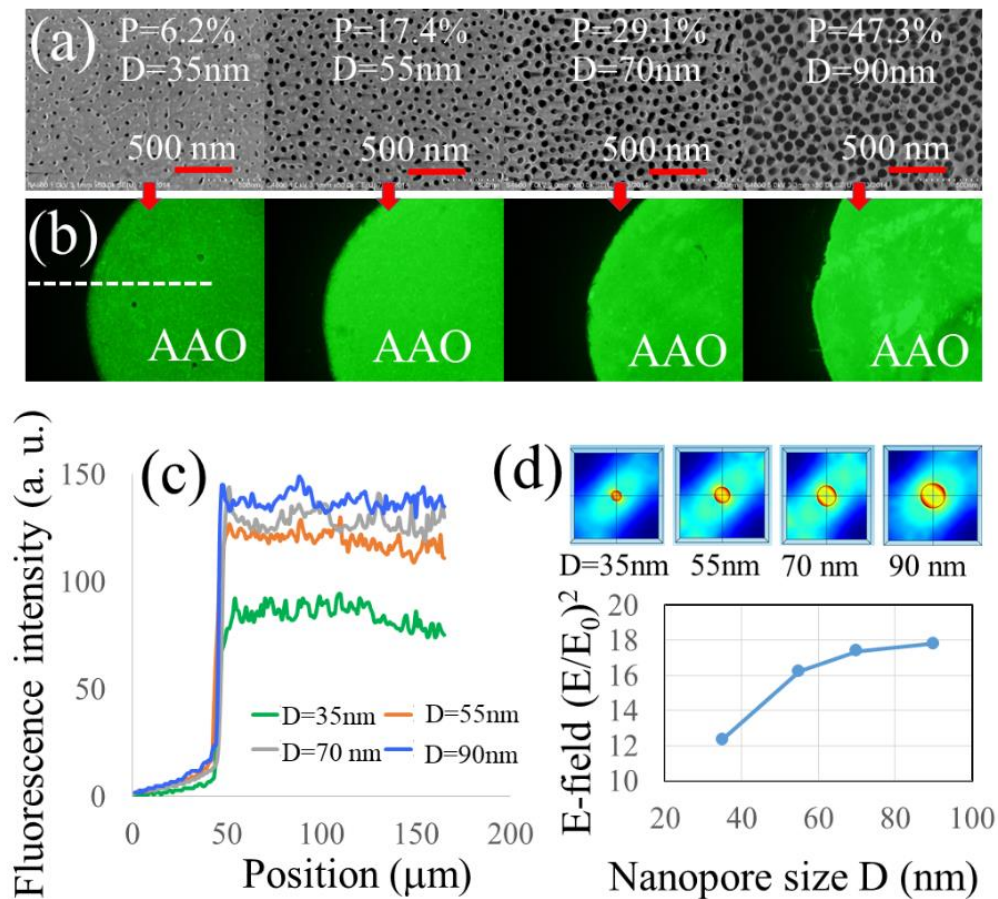 (a)
P=6.2% P=17.4% P=29.1% P=47.3%
D=35nm D=55nm D=70nm D=90nm
500 nm 500 nm 500 nm 500 nm
(b)
AAO AAO AAO AAO
(c)
Fluorescence intensity (a. u.)
150
100
50
0
D=35nm D=55nm
D=70 nm D=90nm
0 50 100 150 200
Position (μm)
(d)
D=35nm 55nm 70 nm 90 nm
E-field (E/E₀)²
20
18
16
14
12
10
20 40 60 80 100
Nanopore size D (nm)